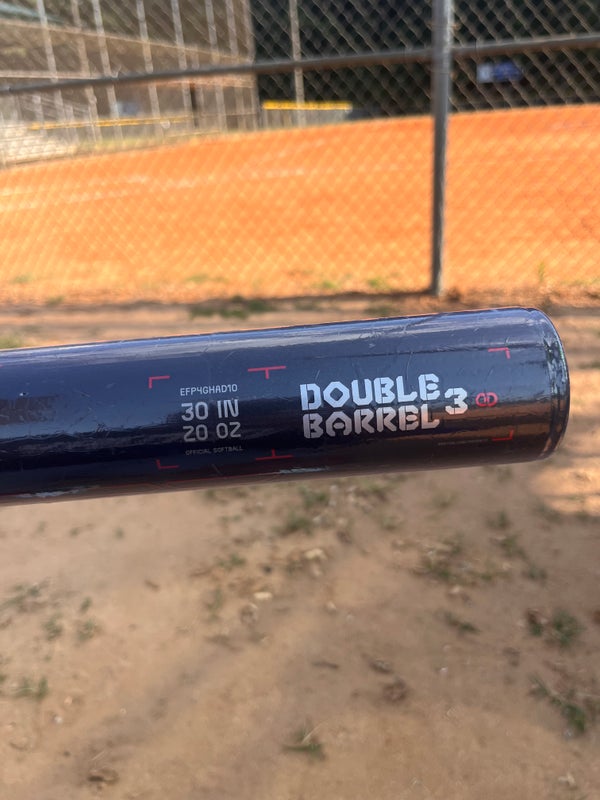 EFP4GHAD10
30 IN
20 OZ
OFFICIAL SOFTBALL
DOUBLE
BARREL 3